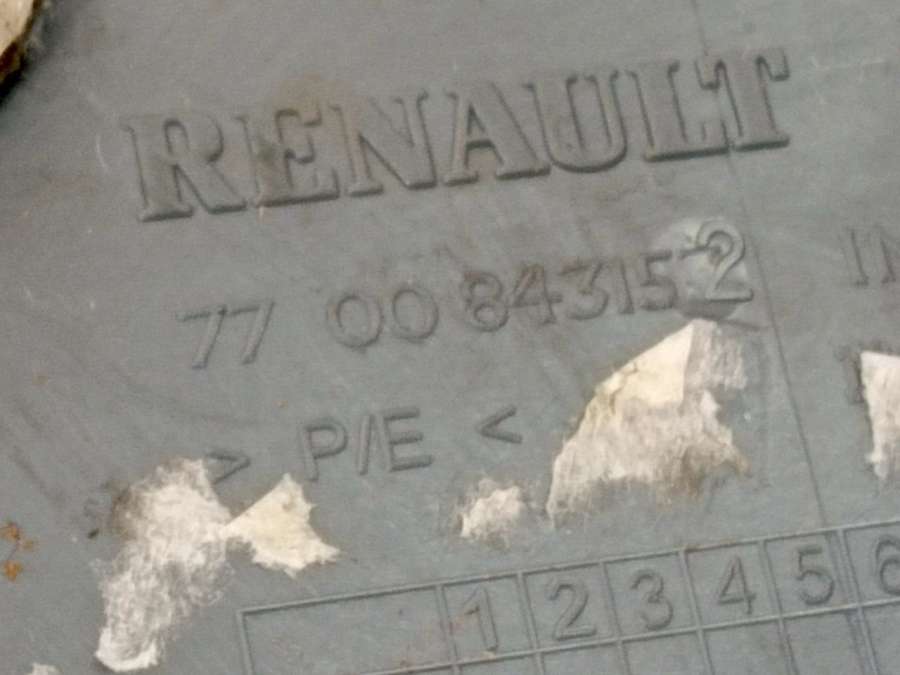 RENAULT
77 00 843152
> P/E <
1 2 3 4 5 6